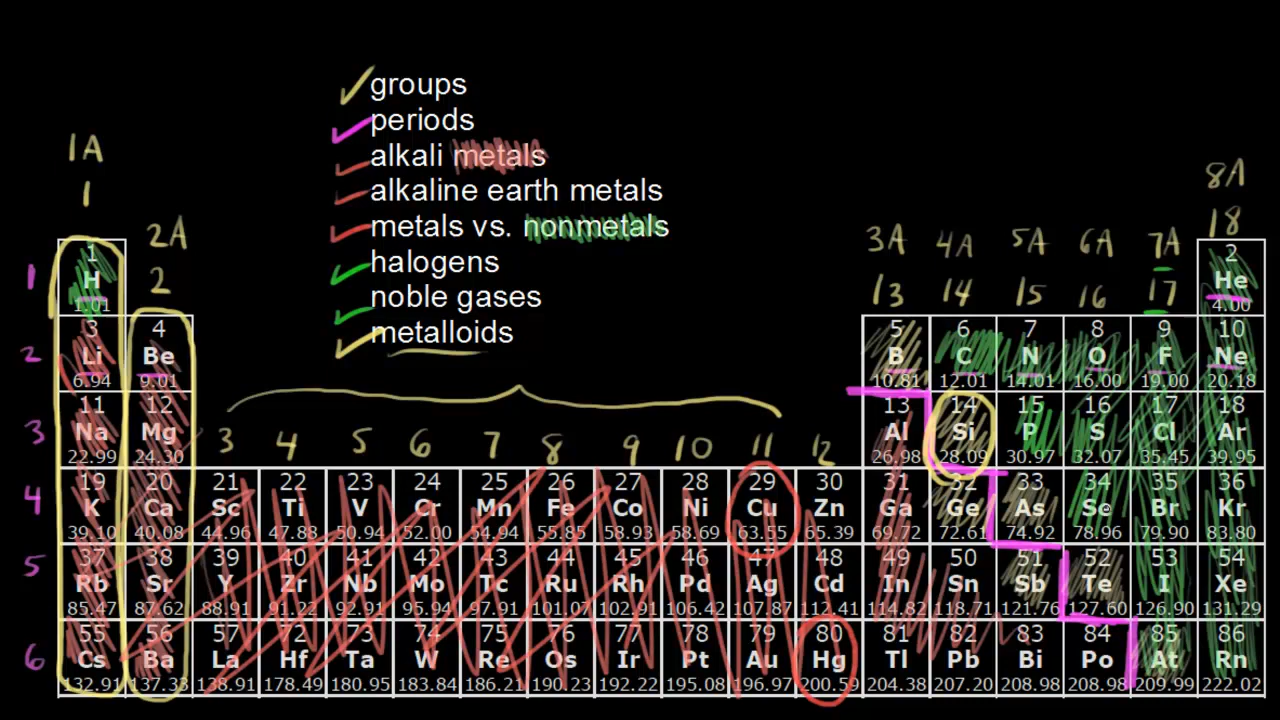 groups
periods
alkali metals
alkaline earth metals
metals vs. nonmetals
halogens
noble gases
metalloids
1A 8A
1 2A 18
3A 4A 5A 6A 7A
1 1 2 13 14 15 16 17 2
H He
1.01 4.00
2 3 4 5 6 7 8 9 10
Li Be B C N O F Ne
6.94 9.01 10.81 12.01 14.01 16.00 19.00 20.18
3 11 12 13 14 15 16 17 18
Na Mg 3 4 5 6 7 8 9 10 11 12 Al Si P S Cl Ar
22.99 24.30 26.98 28.09 30.97 32.07 35.45 39.95
4 19 20 21 22 23 24 25 26 27 28 29 30 31 32 33 34 35 36
K Ca Sc Ti V Cr Mn Fe Co Ni Cu Zn Ga Ge As Se Br Kr
39.10 40.08 44.96 47.88 50.94 52.00 54.94 55.85 58.93 58.69 63.55 65.39 69.72 72.61 74.92 78.96 79.90 83.80
5 37 38 39 40 41 42 43 44 45 46 47 48 49 50 51 52 53 54
Rb Sr Y Zr Nb Mo Tc Ru Rh Pd Ag Cd In Sn Sb Te I Xe
85.47 87.62 88.91 91.22 92.91 95.94 97.91 101.07 102.91 106.42 107.87 112.41 114.82 118.71 121.76 127.60 126.90 131.29
6 55 56 57 72 73 74 75 76 77 78 79 80 81 82 83 84 85 86
Cs Ba La Hf Ta W Re Os Ir Pt Au Hg Tl Pb Bi Po At Rn
132.91 137.33 138.91 178.49 180.95 183.84 186.21 190.23 192.22 195.08 196.97 200.59 204.38 207.20 208.98 208.98 209.99 222.02